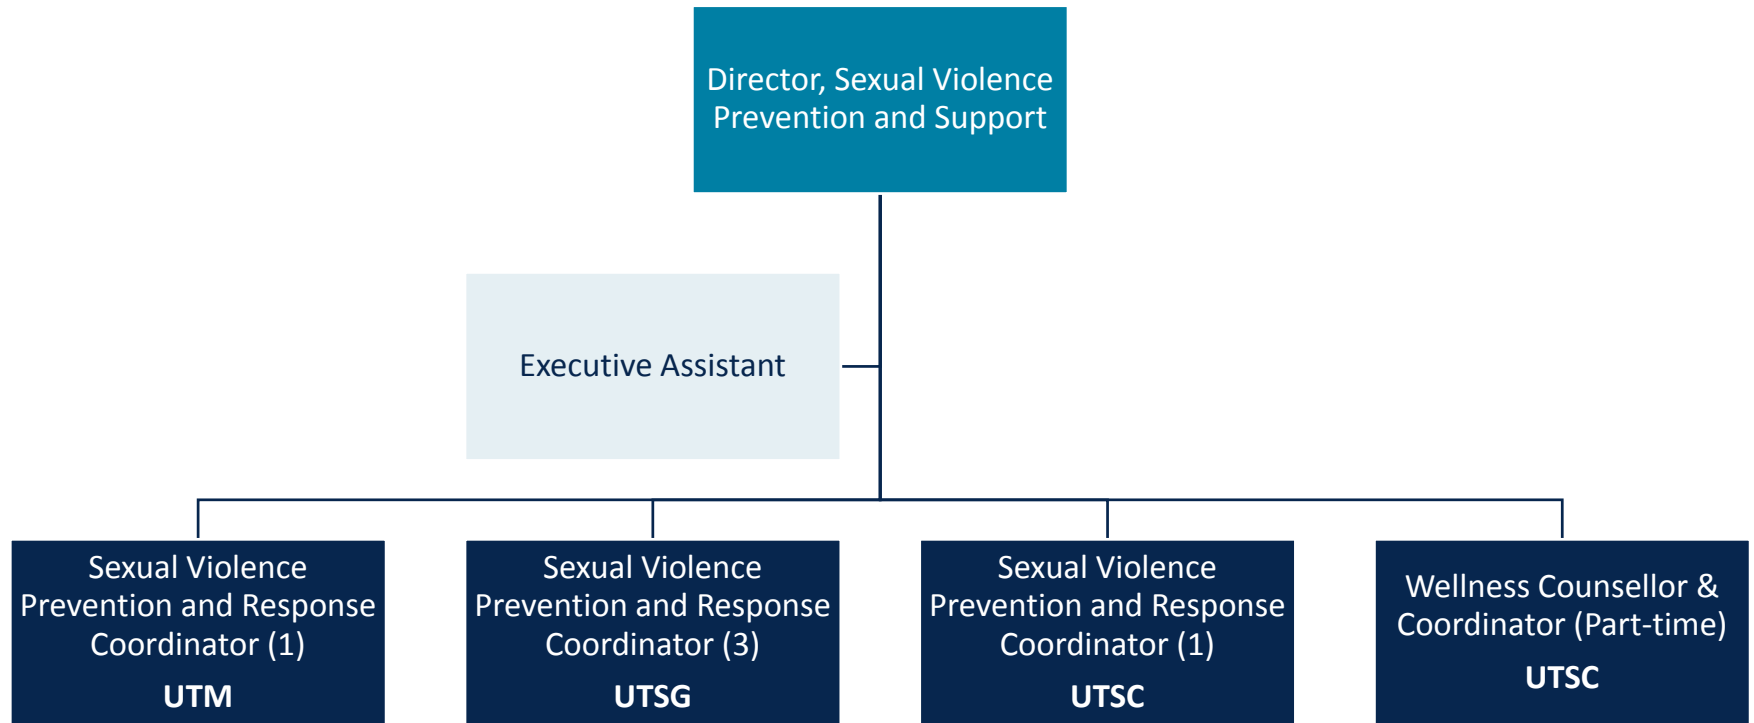 Director, Sexual Violence
Prevention and Support
Executive Assistant
Sexual Violence
Prevention and Response
Coordinator (1)
UTM
Sexual Violence
Prevention and Response
Coordinator (3)
UTSG
Sexual Violence
Prevention and Response
Coordinator (1)
UTSC
Wellness Counsellor &
Coordinator (Part-time)
UTSC